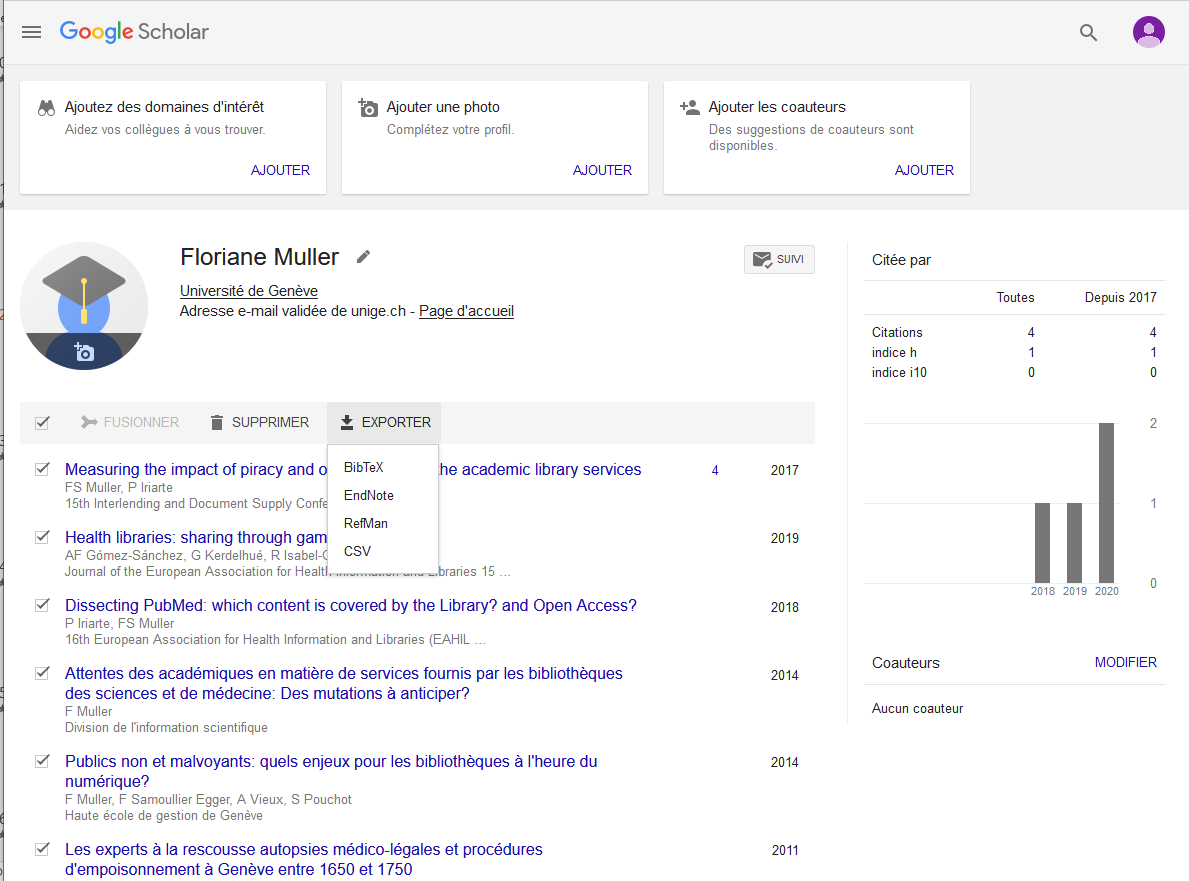 Google Scholar
Ajoutez des domaines d'intérêt
Aidez vos collègues à vous trouver.
AJOUTER
Ajouter une photo
Complétez votre profil.
AJOUTER
Ajouter les coauteurs
Des suggestions de coauteurs sont
disponibles.
AJOUTER
Floriane Muller
SUIVI
Université de Genève
Adresse e-mail validée de unige.ch - Page d'accueil
FUSIONNER
SUPPRIMER
EXPORTER
BibTeX
EndNote
RefMan
CSV
Measuring the impact of piracy and the academic library services
4
2017
FS Muller, P Iriarte
15th Interlending and Document Supply
Health libraries: sharing through
2019
AF Gómez-Sánchez, G Kerdelhué, R
Journal of the European Association for Health Information and Libraries 15 …
Dissecting PubMed: which content is covered by the Library? and Open Access?
2018
P Iriarte, FS Muller
16th European Association for Health Information and Libraries (EAHIL …
Attentes des académiques en matière de services fournis par les bibliothèques
des sciences et de médecine: Des mutations à anticiper?
2014
F Muller
Division de l'information scientifique
Publics non et malvoyants: quels enjeux pour les bibliothèques à l'heure du
numérique?
2014
F Muller, F Samoullier Egger, A Vieux, S Pouchot
Haute école de gestion de Genève
Les experts à la rescousse autopsies médico-légales et procédures
d'empoisonnement à Genève entre 1650 et 1750
2011
Citée par
Toutes
Depuis 2017
Citations 4 4
indice h 1 1
indice i10 0 0
2
1
0
2018 2019 2020
Coauteurs
MODIFIER
Aucun coauteur